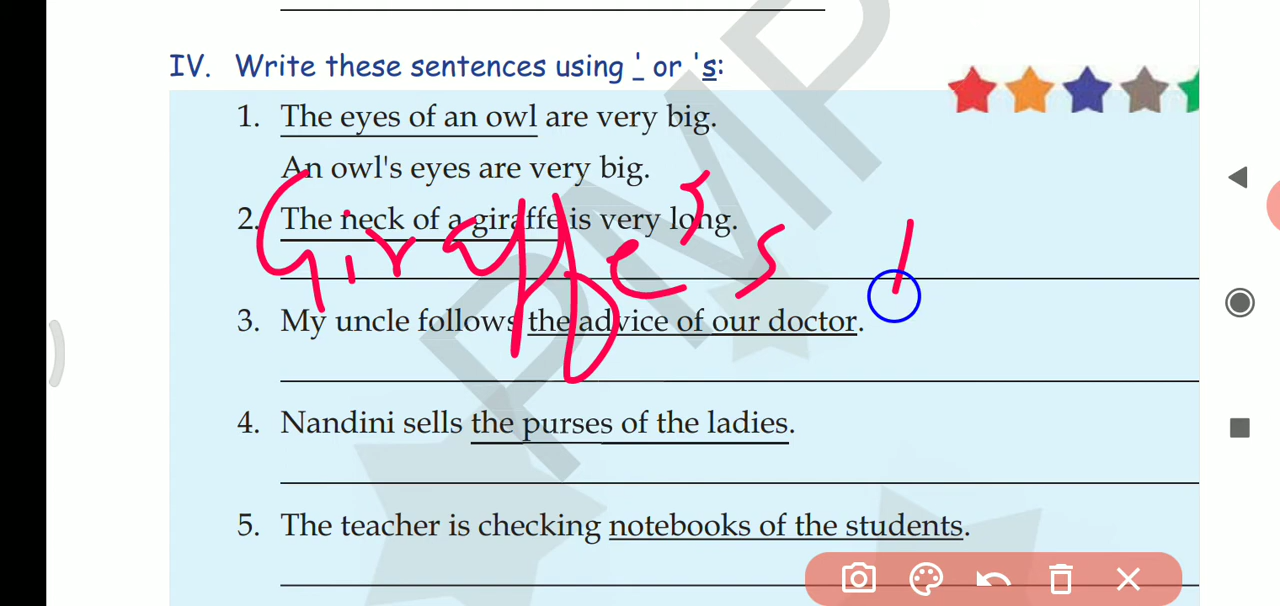 IV. Write these sentences using ' or 's:
1. The eyes of an owl are very big.
An owl's eyes are very big.
2. The neck of a giraffe is very long.
Giraffe's
3. My uncle follows the advice of our doctor.
4. Nandini sells the purses of the ladies.
5. The teacher is checking notebooks of the students.